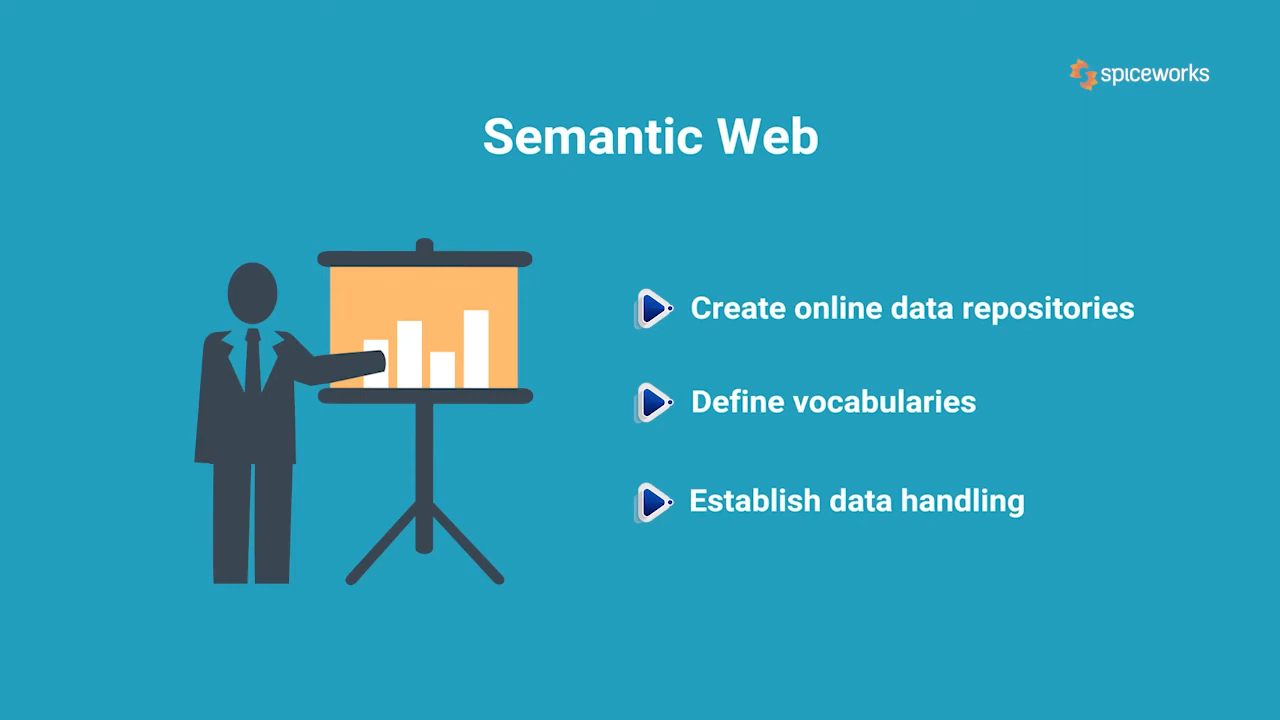 spiceworks
Semantic Web
Create online data repositories
Define vocabularies
Establish data handling